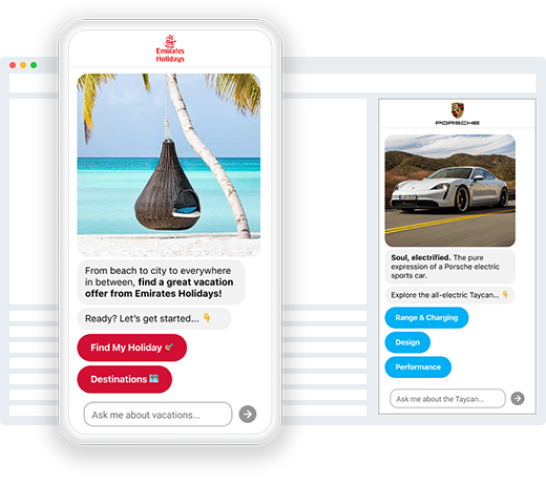 Emirates
Holidays
From beach to city to everywhere
in between, find a great vacation
offer from Emirates Holidays!
Ready? Let's get started... 👇
Find My Holiday
Destinations
Ask me about vacations...
PORSCHE
Soul, electrified. The pure
expression of a Porsche electric
sports car.
Explore the all-electric Taycan... 👇
Range & Charging
Design
Performance
Ask me about the Taycan...